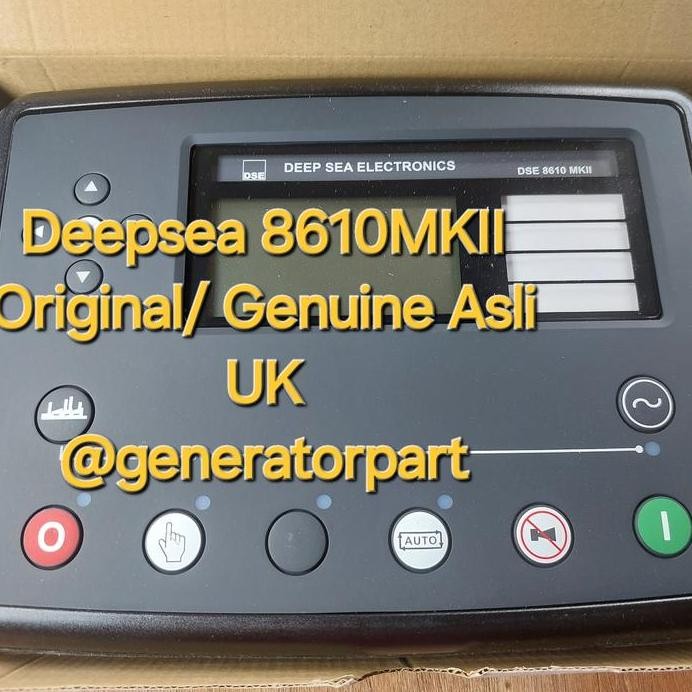 DSE
DEEP SEA ELECTRONICS
DSE 8610 MKII
Deepsea 8610MKII
Original/ Genuine Asli
UK
@generatorpart
O
AUTO
I